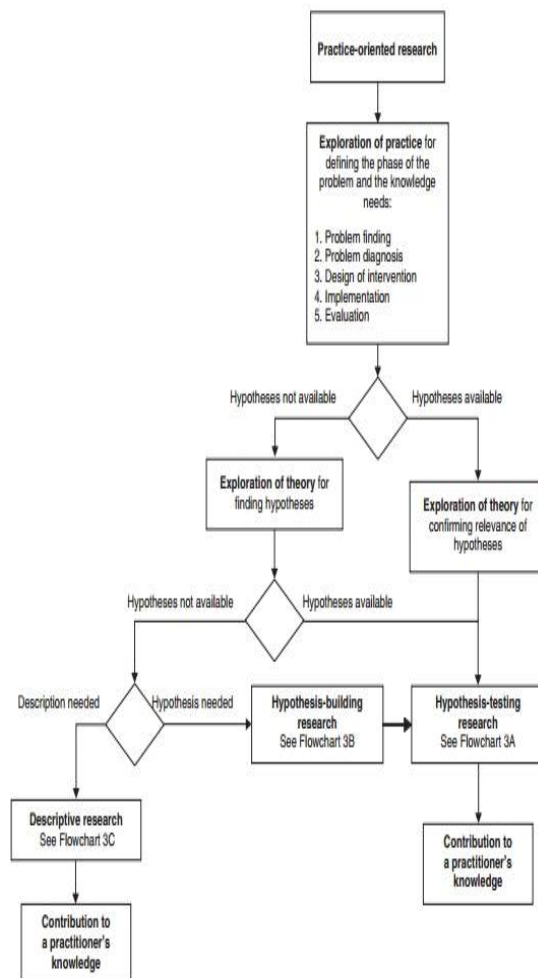 Practice-oriented research
Exploration of practice for
defining the phase of the
problem and the knowledge
needs:
1. Problem finding
2. Problem diagnosis
3. Design of intervention
4. Implementation
5. Evaluation
Hypotheses not available
Hypotheses available
Exploration of theory for
finding hypotheses
Exploration of theory for
confirming relevance of
hypotheses
Hypotheses not available
Hypotheses available
Description needed
Hypothesis needed
Hypothesis-building
research
See Flowchart 3B
Hypothesis-testing
research
See Flowchart 3A
Descriptive research
See Flowchart 3C
Contribution to
a practitioner's
knowledge
Contribution to
a practitioner's
knowledge